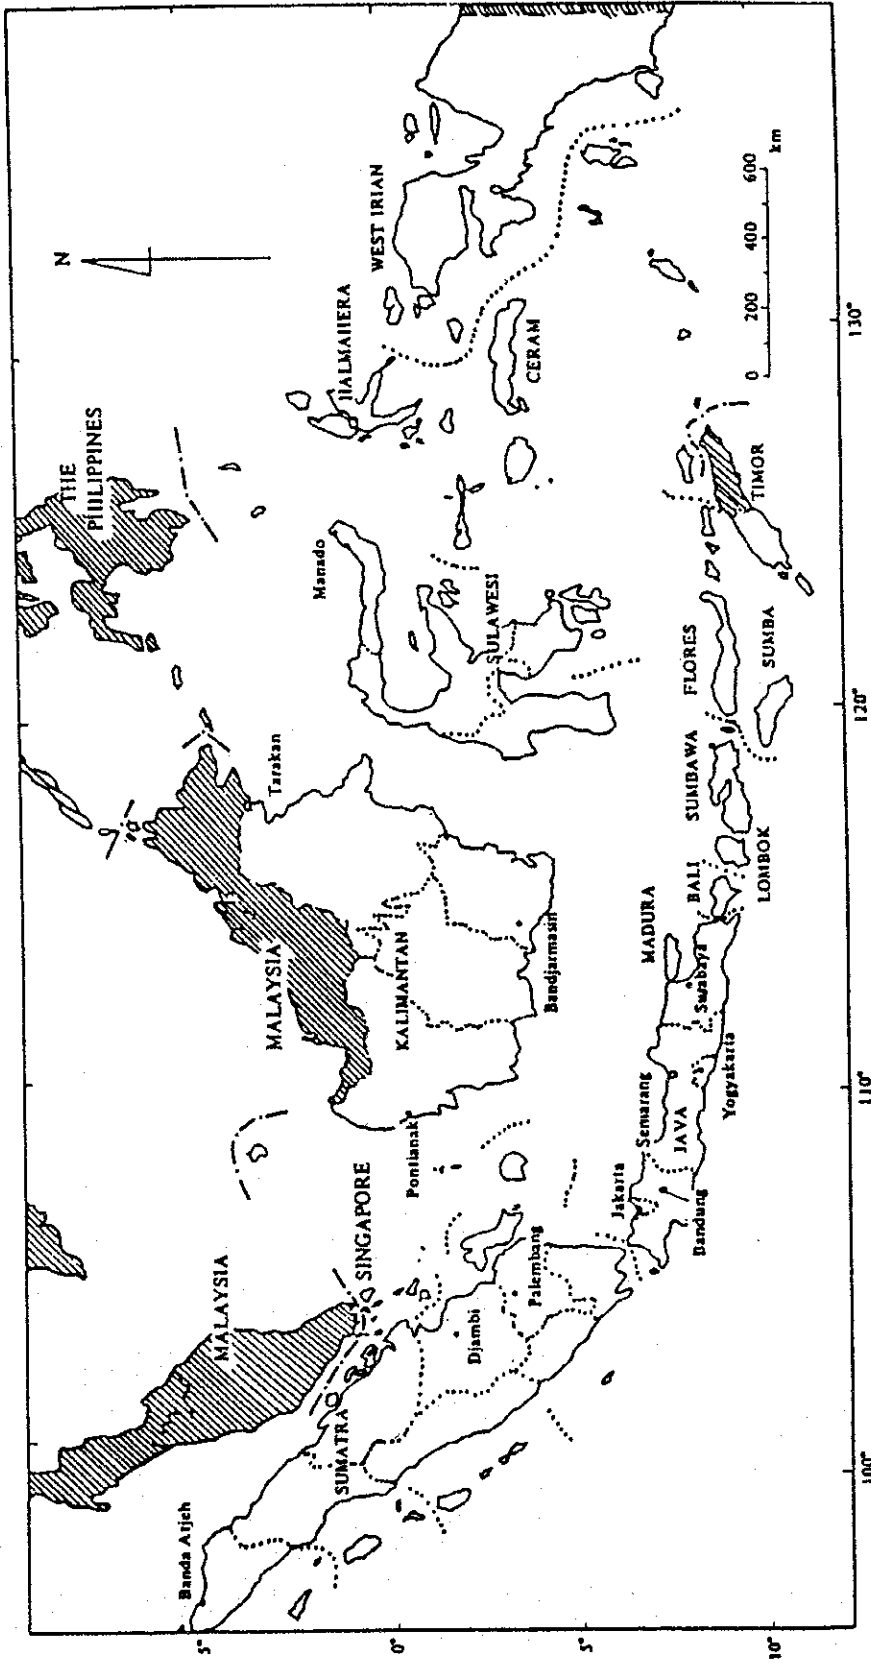 N
THE
PHILIPPINES
MALAYSIA
Banda Atjeh
MALAYSIA
SINGAPORE
SUMATRA
Djambi
Palembang
Pontianak
KALIMANTAN
Tarakan
Bandjarmasin
Manado
SULAWESI
HALMAHERA
WEST IRIAN
CERAM
Jakarta
Semarang
JAVA
Bandung
Yogyakarta
Surabaya
MADURA
BALI
LOMBOK
SUMBAWA
FLORES
SUMBA
TIMOR
0 200 400 600
km
5°
0°
5°
10°
100°
110°
120°
130°